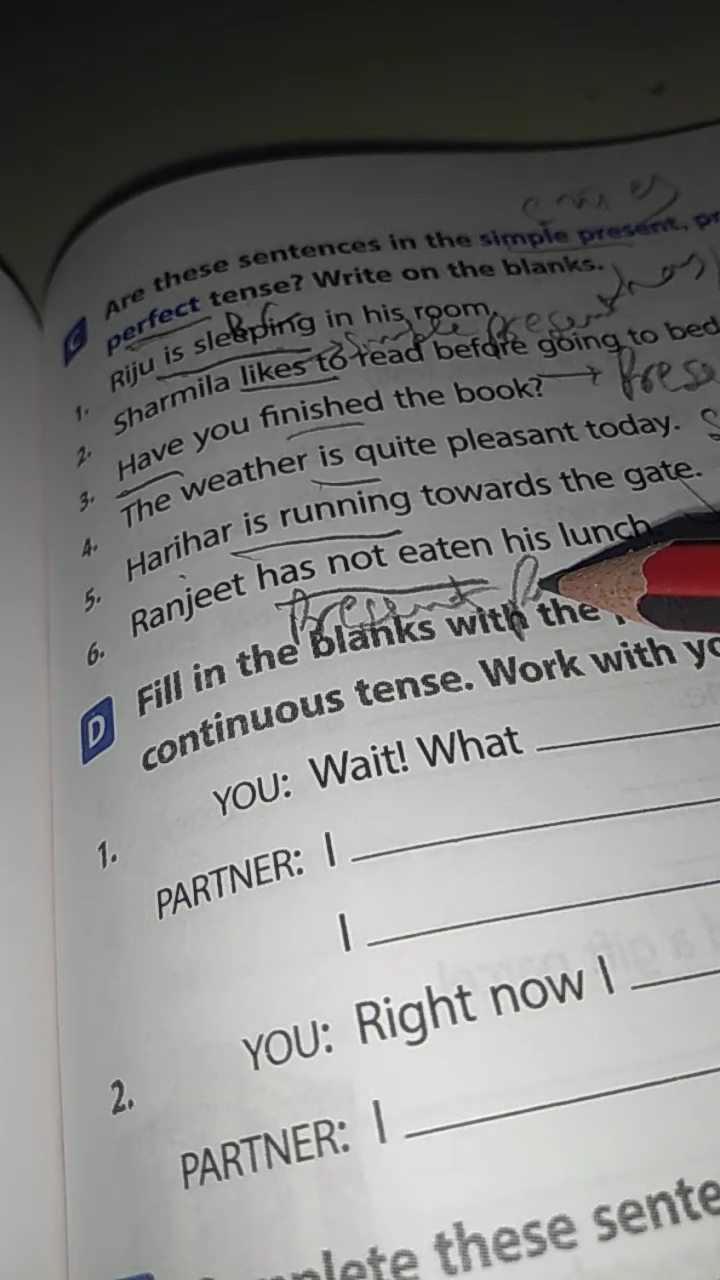 C Are these sentences in the simple present, pr
perfect tense? Write on the blanks.
1. Riju is sleeping in his room.
simple present
2. Sharmila likes to read before going to bed
3. Have you finished the book? → Prese
4. The weather is quite pleasant today. S
5. Harihar is running towards the gate.
6. Ranjeet has not eaten his lunch
Present P
D Fill in the blanks with the
continuous tense. Work with yo
1. YOU: Wait! What
PARTNER: I
I
2. YOU: Right now I
PARTNER: I
plete these sente